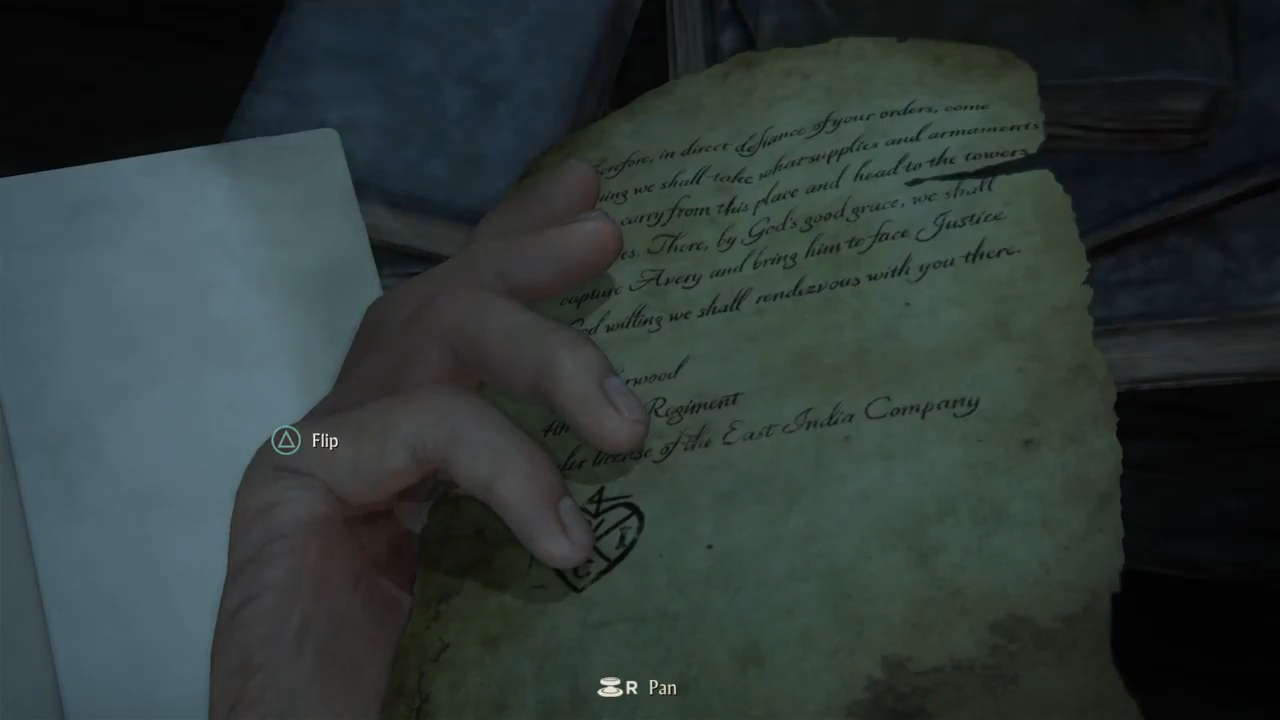 in direct defiance of your orders, come
we shall take what supplies and armaments
carry from this place and head to the towers
There, by God's good grace, we shall
capture Avery and bring him to face Justice.
God willing we shall rendezvous with you there.
Regiment
license of the East India Company
Flip
R Pan